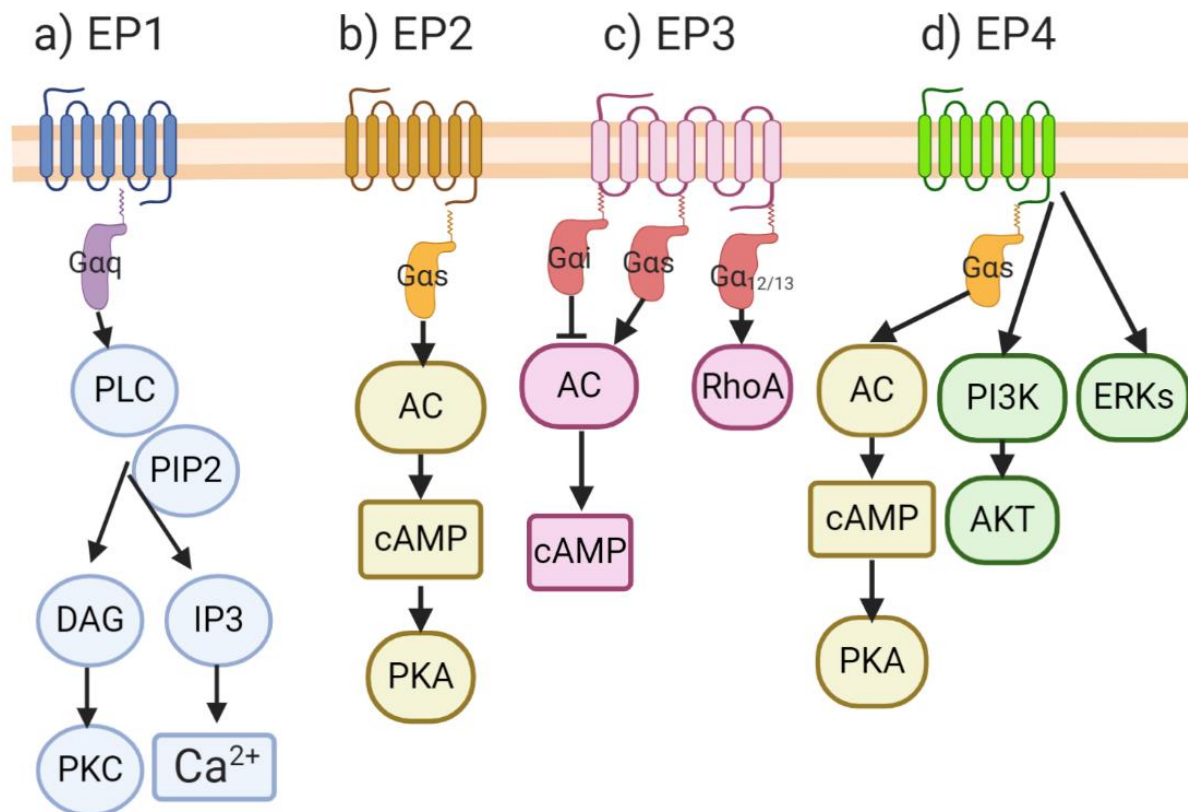 a) EP1
b) EP2
c) EP3
d) EP4
Gαq
Gαs
Gαi
Gαs
Gα12/13
Gαs
PLC
PIP2
DAG
IP3
PKC
Ca²⁺
AC
cAMP
PKA
AC
cAMP
RhoA
AC
cAMP
PKA
PI3K
AKT
ERKs